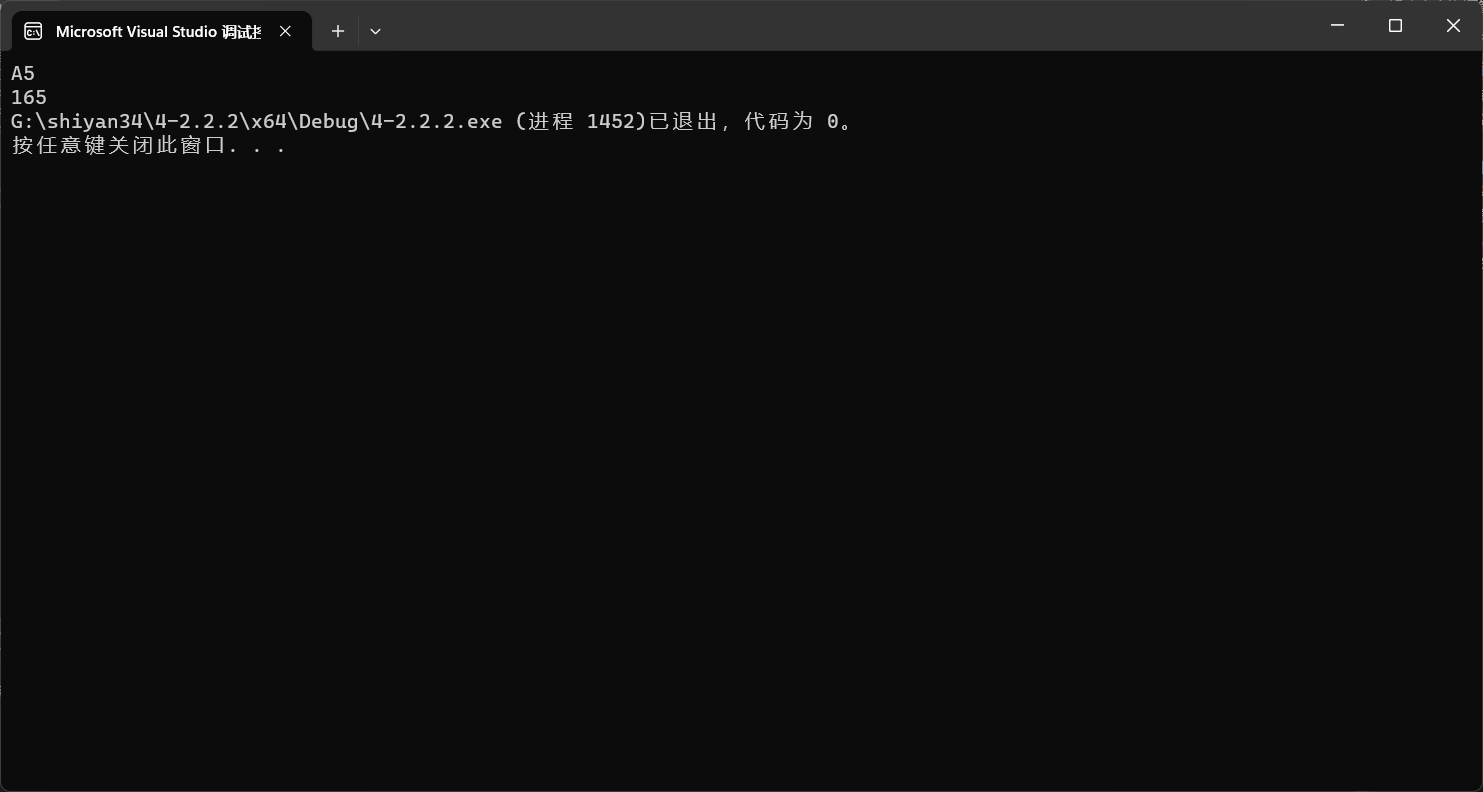 Microsoft Visual Studio 调试
A5
165
G:\shiyan34\4-2.2.2\x64\Debug\4-2.2.2.exe (进程 1452)已退出，代码为 0。
按任意键关闭此窗口. . .